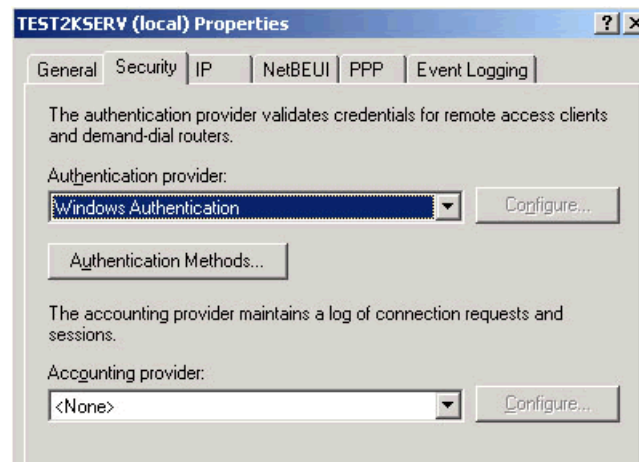 TEST2KSERV (local) Properties
General Security IP NetBEUI PPP Event Logging
The authentication provider validates credentials for remote access clients
and demand-dial routers.
Authentication provider:
Windows Authentication Configure...
Authentication Methods...
The accounting provider maintains a log of connection requests and
sessions.
Accounting provider:
<None> Configure...